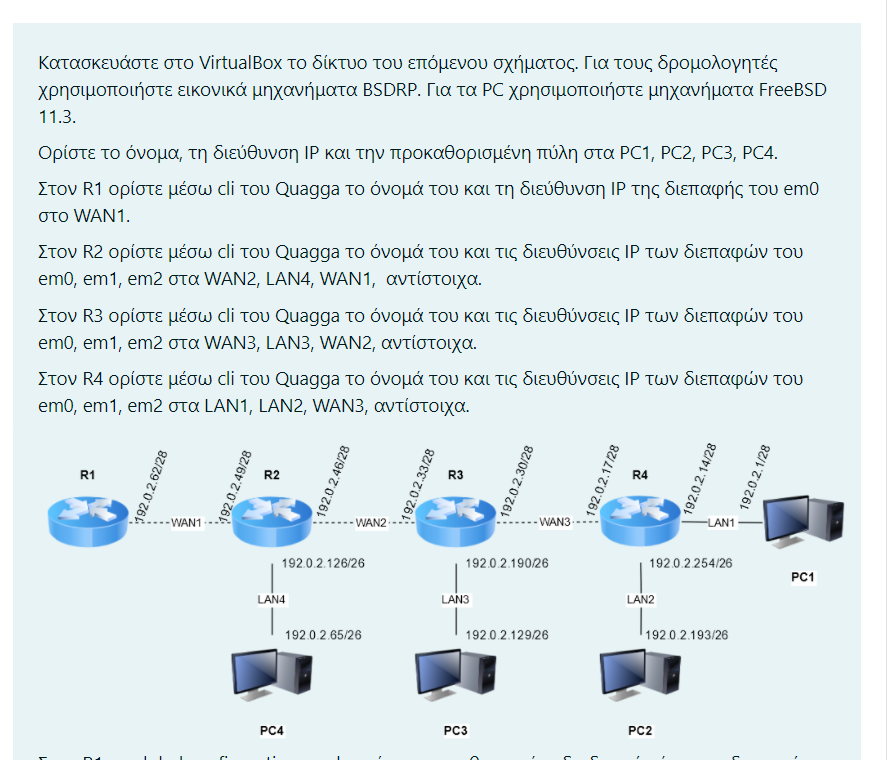 Κατασκευάστε στο VirtualBox το δίκτυο του επόμενου σχήματος. Για τους δρομολογητές
χρησιμοποιήστε εικονικά μηχανήματα BSDRP. Για τα PC χρησιμοποιήστε μηχανήματα FreeBSD
11.3.
Ορίστε το όνομα, τη διεύθυνση IP και την προκαθορισμένη πύλη στα PC1, PC2, PC3, PC4.
Στον R1 ορίστε μέσω cli του Quagga το όνομά του και τη διεύθυνση IP της διεπαφής του em0
στο WAN1.
Στον R2 ορίστε μέσω cli του Quagga το όνομά του και τις διευθύνσεις IP των διεπαφών του
em0, em1, em2 στα WAN2, LAN4, WAN1, αντίστοιχα.
Στον R3 ορίστε μέσω cli του Quagga το όνομά του και τις διευθύνσεις IP των διεπαφών του
em0, em1, em2 στα WAN3, LAN3, WAN2, αντίστοιχα.
Στον R4 ορίστε μέσω cli του Quagga το όνομά του και τις διευθύνσεις IP των διεπαφών του
em0, em1, em2 στα LAN1, LAN2, WAN3, αντίστοιχα.
R1
192.0.2.62/28
WAN1
192.0.2.49/28
R2
192.0.2.46/28
WAN2
192.0.2.33/28
R3
192.0.2.30/28
WAN3
192.0.2.17/28
R4
192.0.2.14/28
LAN1
192.0.2.1/28
PC1
192.0.2.126/26
192.0.2.190/26
192.0.2.254/26
LAN4
LAN3
LAN2
192.0.2.65/26
192.0.2.129/26
192.0.2.193/26
PC4
PC3
PC2